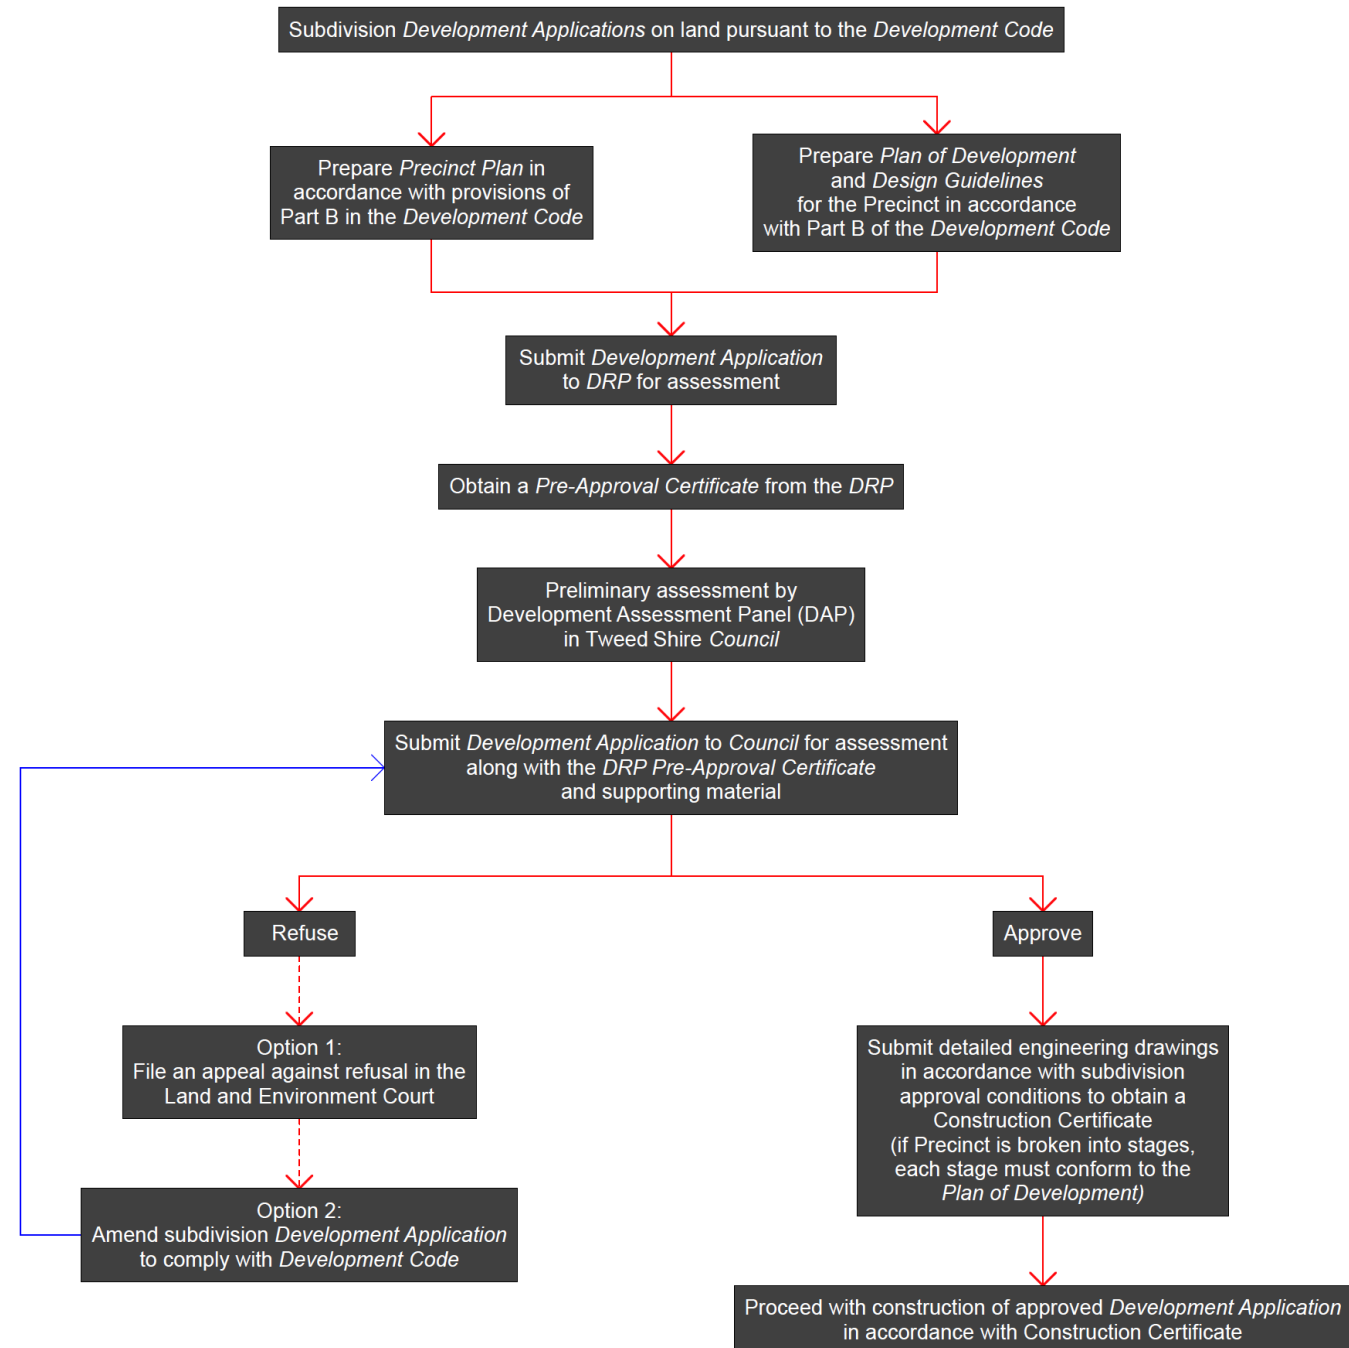 Subdivision Development Applications on land pursuant to the Development Code
Prepare Precinct Plan in
accordance with provisions of
Part B in the Development Code
Prepare Plan of Development
and Design Guidelines
for the Precinct in accordance
with Part B of the Development Code
Submit Development Application
to DRP for assessment
Obtain a Pre-Approval Certificate from the DRP
Preliminary assessment by
Development Assessment Panel (DAP)
in Tweed Shire Council
Submit Development Application to Council for assessment
along with the DRP Pre-Approval Certificate
and supporting material
Refuse
Approve
Option 1:
File an appeal against refusal in the
Land and Environment Court
Submit detailed engineering drawings
in accordance with subdivision
approval conditions to obtain a
Construction Certificate
(if Precinct is broken into stages,
each stage must conform to the
Plan of Development)
Option 2:
Amend subdivision Development Application
to comply with Development Code
Proceed with construction of approved Development Application
in accordance with Construction Certificate